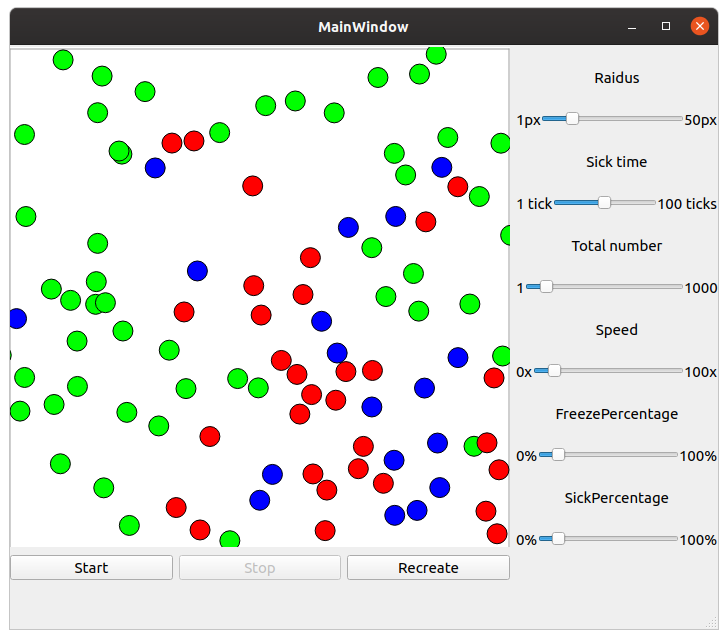 MainWindow
Raidus
1px 50px
Sick time
1 tick 100 ticks
Total number
1 1000
Speed
0x 100x
FreezePercentage
0% 100%
SickPercentage
0% 100%
Start Stop Recreate